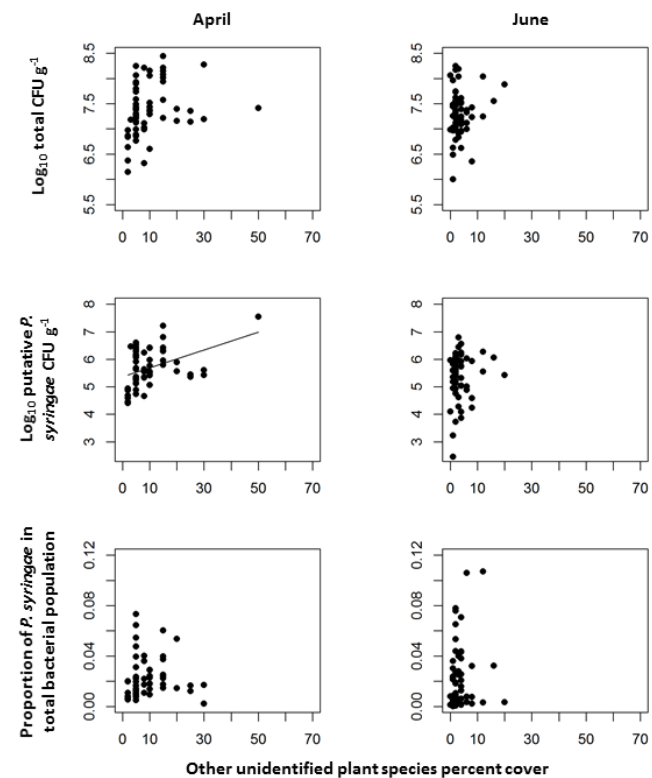 April
June
Log10 total CFU g-1
8.5
7.5
6.5
5.5
0 10 30 50 70
8.5
7.5
6.5
5.5
0 10 30 50 70
Log10 putative P.
syringae CFU g-1
8
7
6
5
4
3
0 10 30 50 70
8
7
6
5
4
3
0 10 30 50 70
Proportion of P. syringae in
total bacterial population
0.12
0.08
0.04
0.00
0 10 30 50 70
0.12
0.08
0.04
0.00
0 10 30 50 70
Other unidentified plant species percent cover